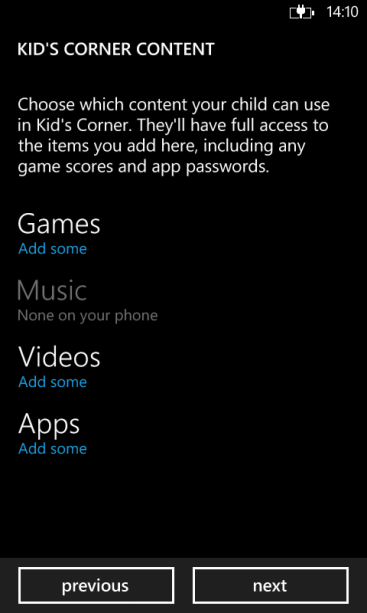 14:10
KID'S CORNER CONTENT
Choose which content your child can use
in Kid's Corner. They'll have full access to
the items you add here, including any
game scores and app passwords.
Games
Add some
Music
None on your phone
Videos
Add some
Apps
Add some
previous
next